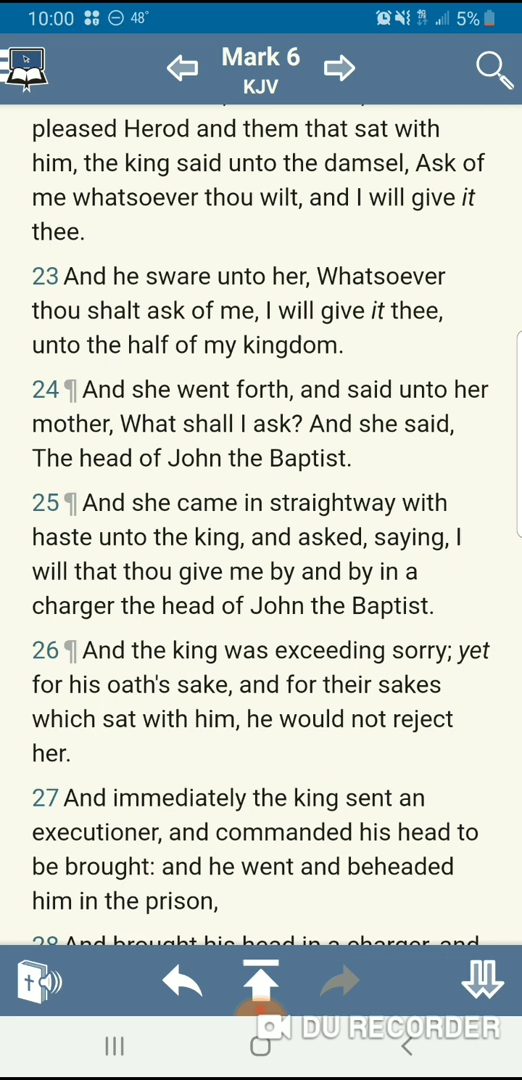 10:00 48° 5%
Mark 6
KJV
pleased Herod and them that sat with
him, the king said unto the damsel, Ask of
me whatsoever thou wilt, and I will give it
thee.
23 And he sware unto her, Whatsoever
thou shalt ask of me, I will give it thee,
unto the half of my kingdom.
24 ¶ And she went forth, and said unto her
mother, What shall I ask? And she said,
The head of John the Baptist.
25 ¶ And she came in straightway with
haste unto the king, and asked, saying, I
will that thou give me by and by in a
charger the head of John the Baptist.
26 ¶ And the king was exceeding sorry; yet
for his oath's sake, and for their sakes
which sat with him, he would not reject
her.
27 And immediately the king sent an
executioner, and commanded his head to
be brought: and he went and beheaded
him in the prison,
28 And brought his head in a charger, and
DU RECORDER